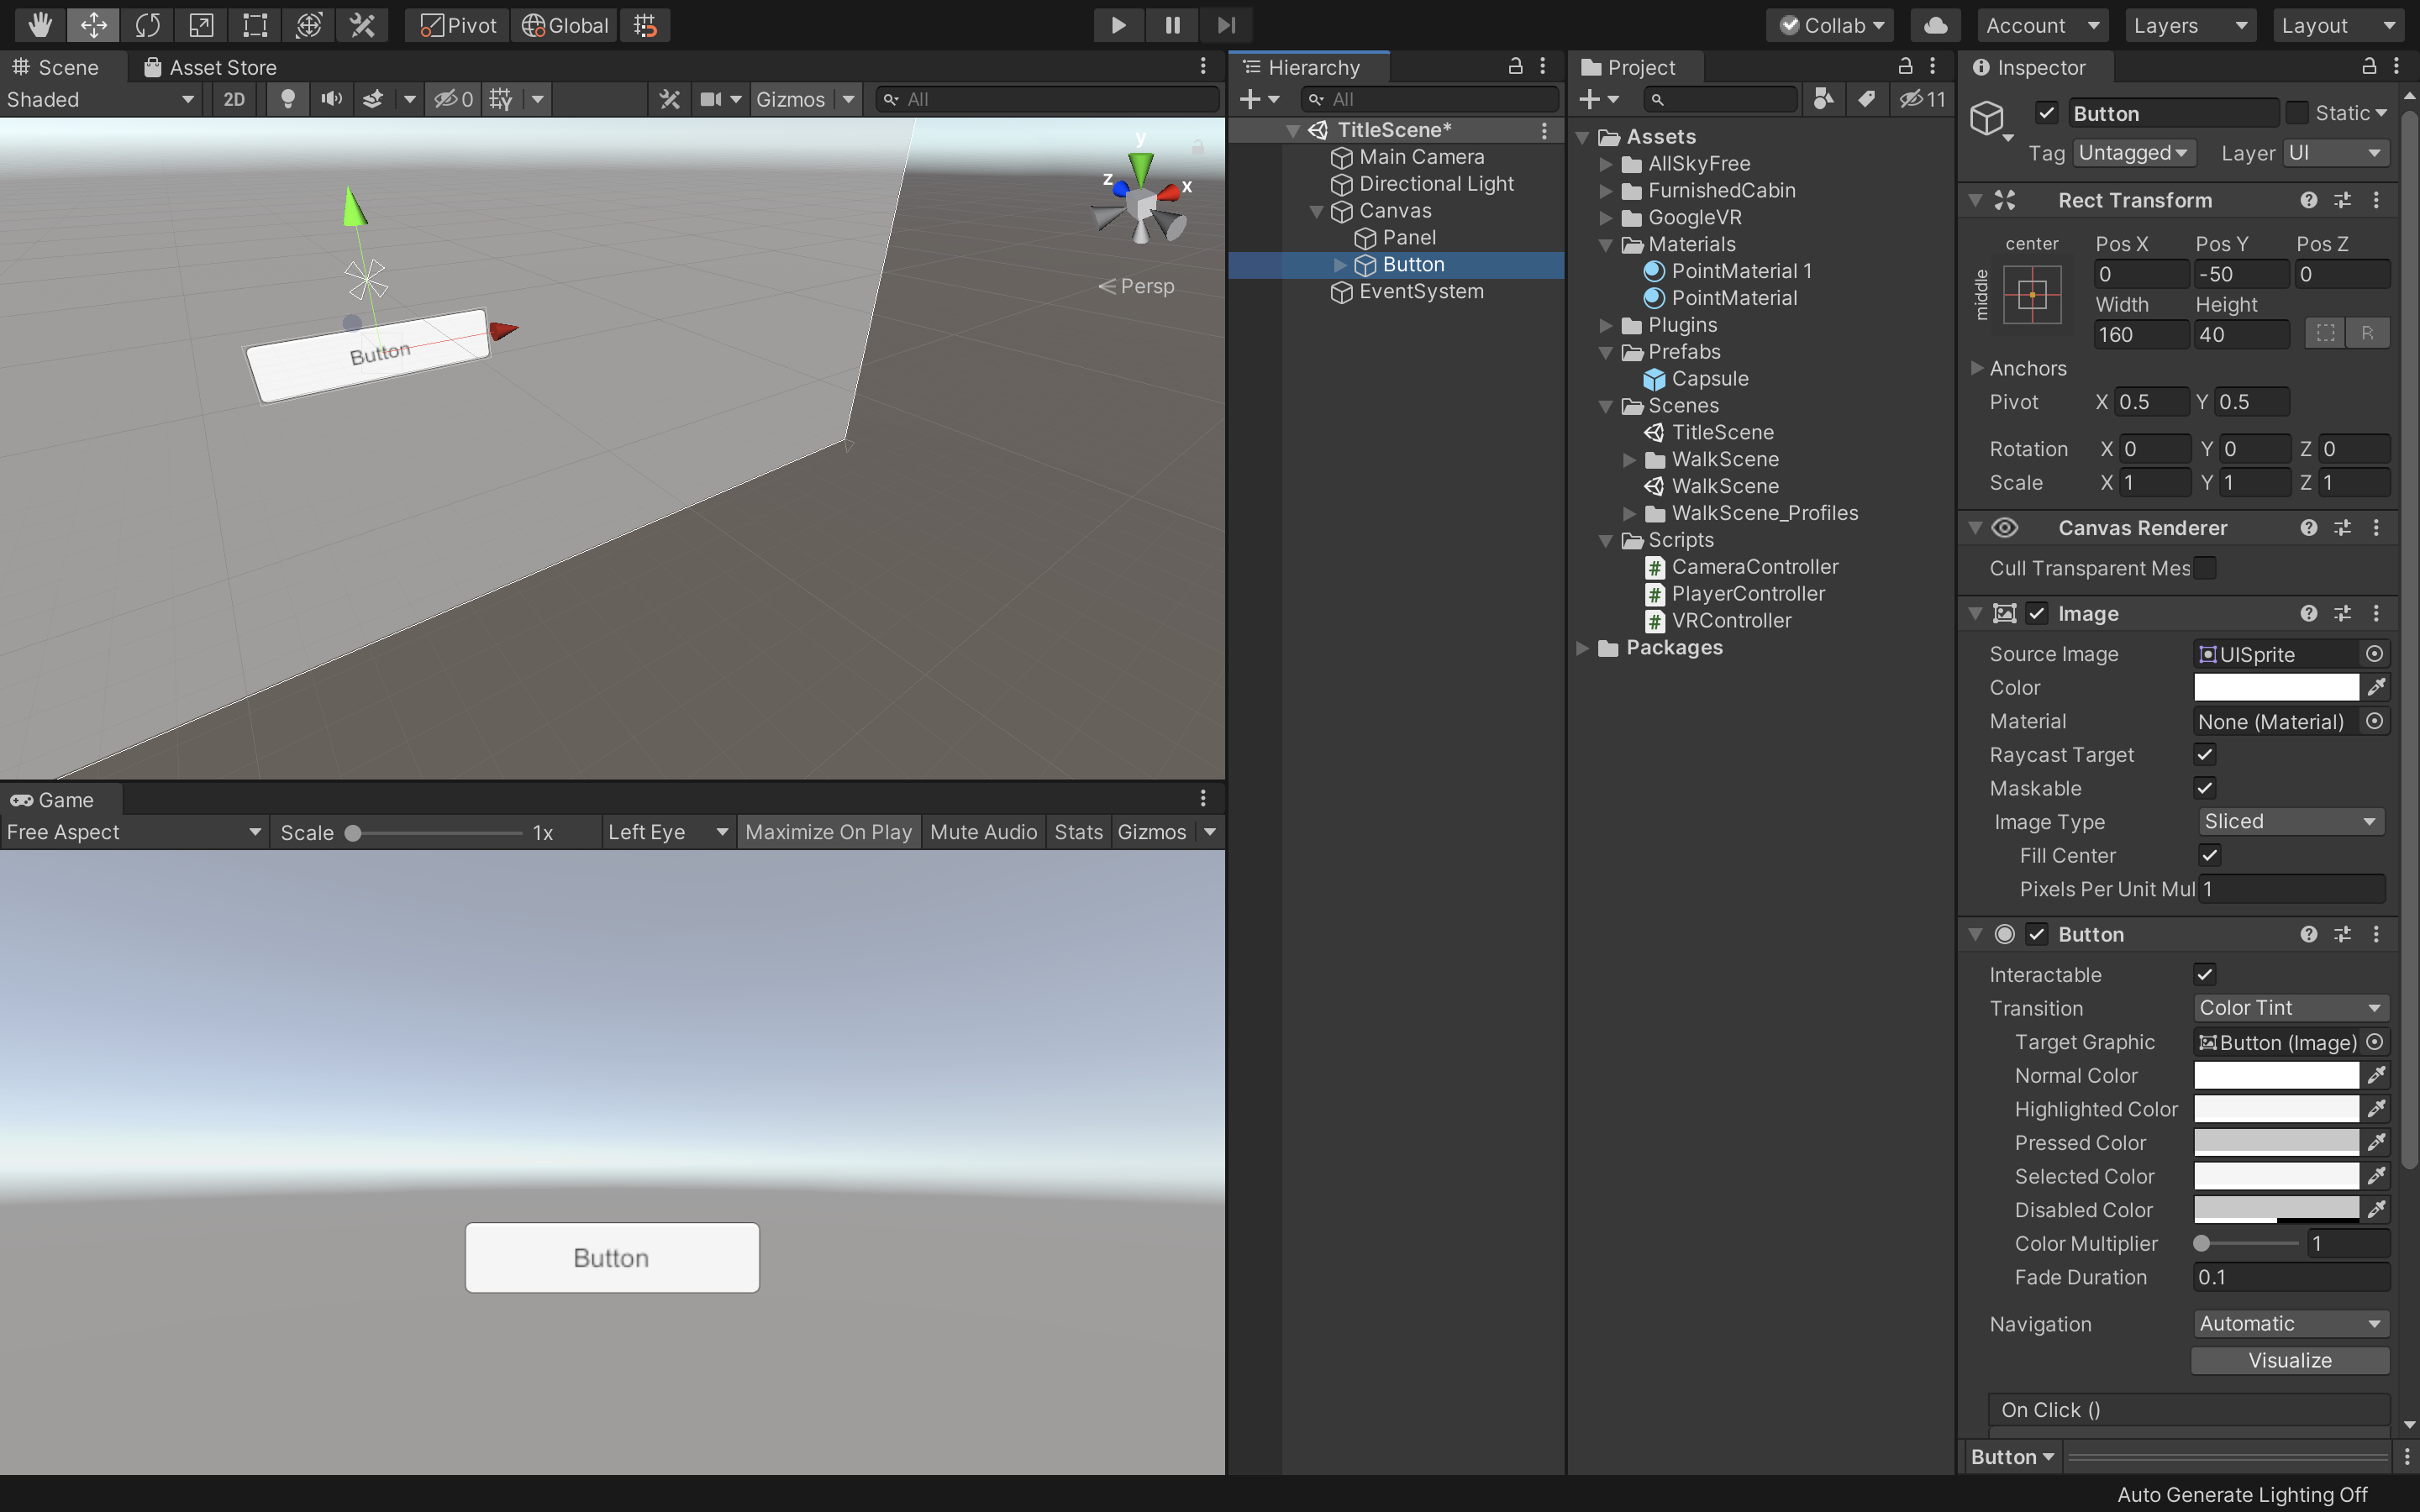 Pivot Global Collab Account Layers Layout
Scene Asset Store
Shaded 2D 0 Gizmos All
y
z x
Persp
Button
Game
Free Aspect Scale 1x Left Eye Maximize On Play Mute Audio Stats Gizmos
Button
Hierarchy
All
TitleScene*
Main Camera
Directional Light
Canvas
Panel
Button
EventSystem
Project
11
Assets
AllSkyFree
FurnishedCabin
GoogleVR
Materials
PointMaterial 1
PointMaterial
Plugins
Prefabs
Capsule
Scenes
TitleScene
WalkScene
WalkScene
WalkScene_Profiles
Scripts
# CameraController
# PlayerController
# VRController
Packages
Inspector
Button Static
Tag Untagged Layer UI
Rect Transform
center Pos X Pos Y Pos Z
middle 0 -50 0
Width Height
160 40 R
Anchors
Pivot X 0.5 Y 0.5
Rotation X 0 Y 0 Z 0
Scale X 1 Y 1 Z 1
Canvas Renderer
Cull Transparent Mes
Image
Source Image UISprite
Color
Material None (Material)
Raycast Target
Maskable
Image Type Sliced
Fill Center
Pixels Per Unit Mul 1
Button
Interactable
Transition Color Tint
Target Graphic Button (Image)
Normal Color
Highlighted Color
Pressed Color
Selected Color
Disabled Color
Color Multiplier 1
Fade Duration 0.1
Navigation Automatic
Visualize
On Click ()
Button
Auto Generate Lighting Off